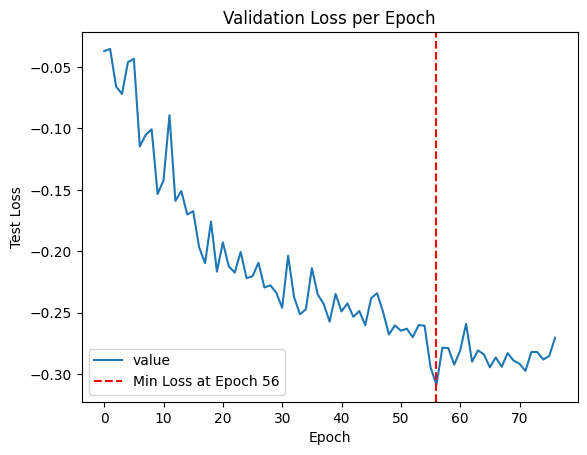 Validation Loss per Epoch
Test Loss
−0.05
−0.10
−0.15
−0.20
−0.25
−0.30
value
Min Loss at Epoch 56
0 10 20 30 40 50 60 70
Epoch